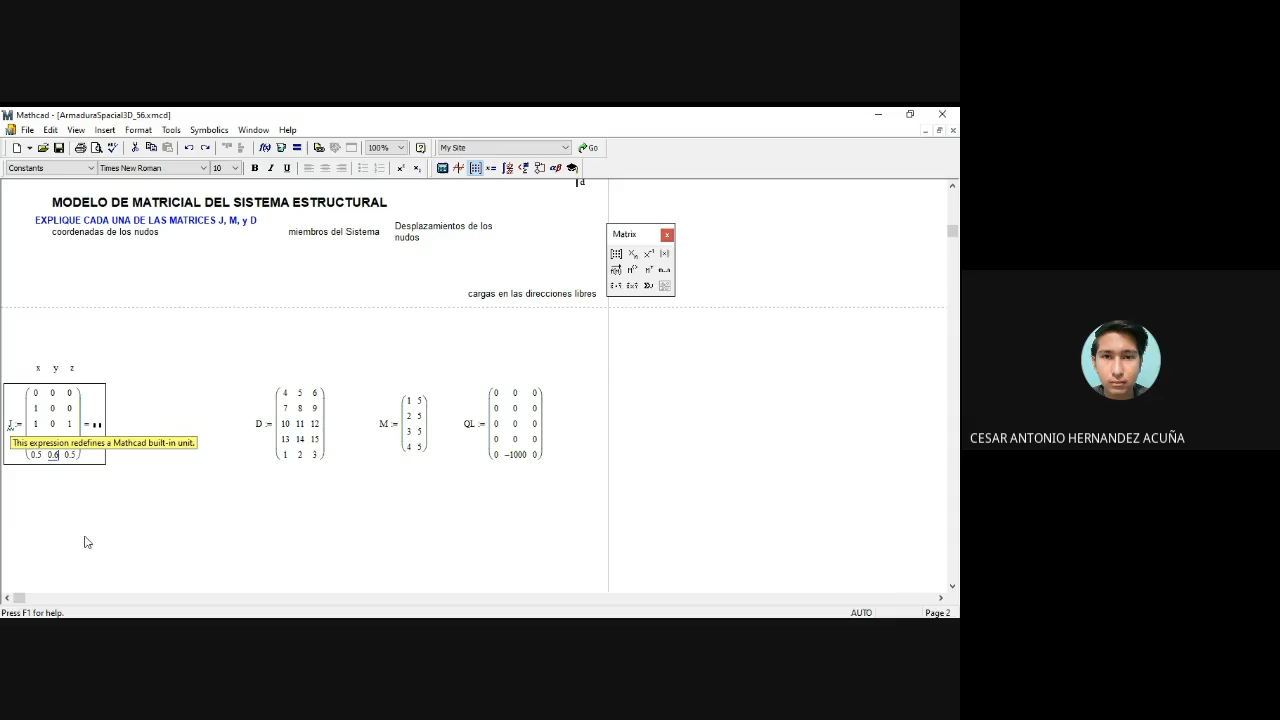 Mathcad - [ArmaduraSpacial3D_56.xmcd]
File Edit View Insert Format Tools Symbolics Window Help
100% My Site Go
Constants Times New Roman 10 B I U
d
MODELO DE MATRICIAL DEL SISTEMA ESTRUCTURAL
EXPLIQUE CADA UNA DE LAS MATRICES J, M, y D
coordenadas de los nudos
miembros del Sistema
Desplazamientos de los
nudos
Matrix
cargas en las direcciones libres
x y z
0 0 0
1 0 0
J := 1 0 1 =
This expression redefines a Mathcad built-in unit.
0.5 0.6 0.5
4 5 6
7 8 9
D := 10 11 12
13 14 15
1 2 3
1 5
2 5
M :=
3 5
4 5
0 0 0
0 0 0
QL := 0 0 0
0 0 0
0 -1000 0
CESAR ANTONIO HERNANDEZ ACUÑA
Press F1 for help.
AUTO
Page 2